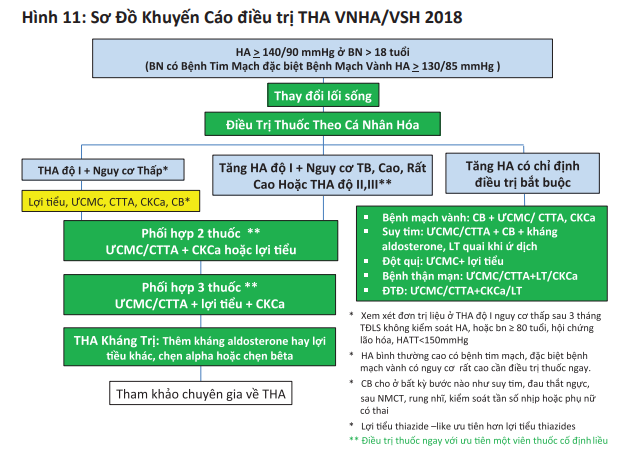 Hình 11: Sơ Đồ Khuyến Cáo điều trị THA VNHA/VSH 2018
HA > 140/90 mmHg ở BN > 18 tuổi
(BN có Bệnh Tim Mạch đặc biệt Bệnh Mạch Vành HA > 130/85 mmHg )
Thay đổi lối sống
Điều Trị Thuốc Theo Cá Nhân Hóa
THA độ I + Nguy cơ Thấp*
Tăng HA độ I + Nguy cơ TB, Cao, Rất
Cao Hoặc THA độ II,III**
Tăng HA có chỉ định
điều trị bắt buộc
Lợi tiểu, ƯCMC, CTTA, CKCa, CB*
Phối hợp 2 thuốc **
ƯCMC/CTTA + CKCa hoặc lợi tiểu
Phối hợp 3 thuốc **
ƯCMC/CTTA + lợi tiểu + CKCa
THA Kháng Trị: Thêm kháng aldosterone hay lợi
tiểu khác, chẹn alpha hoặc chẹn bêta
Tham khảo chuyên gia về THA
▪ Bệnh mạch vành: CB + ƯCMC/ CTTA, CKCa
▪ Suy tim: ƯCMC/CTTA + CB + kháng
aldosterone, LT quai khi ứ dịch
▪ Đột quị: ƯCMC+ lợi tiểu
▪ Bệnh thận mạn: ƯCMC/CTTA+LT/CKCa
▪ ĐTĐ: ƯCMC/CTTA+CKCa/LT
* Xem xét đơn trị liệu ở THA độ I nguy cơ thấp sau 3 tháng
TĐLS không kiểm soát HA, hoặc bn ≥ 80 tuổi, hội chứng
lão hóa, HATT<150mmHg
* HA bình thường cao có bệnh tim mạch, đặc biệt bệnh
mạch vành có nguy cơ rất cao cần điều trị thuốc ngay.
* CB cho ở bất kỳ bước nào như suy tim, đau thắt ngực,
sau NMCT, rung nhĩ, kiểm soát tần số nhịp hoặc phụ nữ
có thai
* Lợi tiểu thiazide –like ưu tiên hơn lợi tiểu thiazides
** Điều trị thuốc ngay với ưu tiên một viên thuốc cố định liều